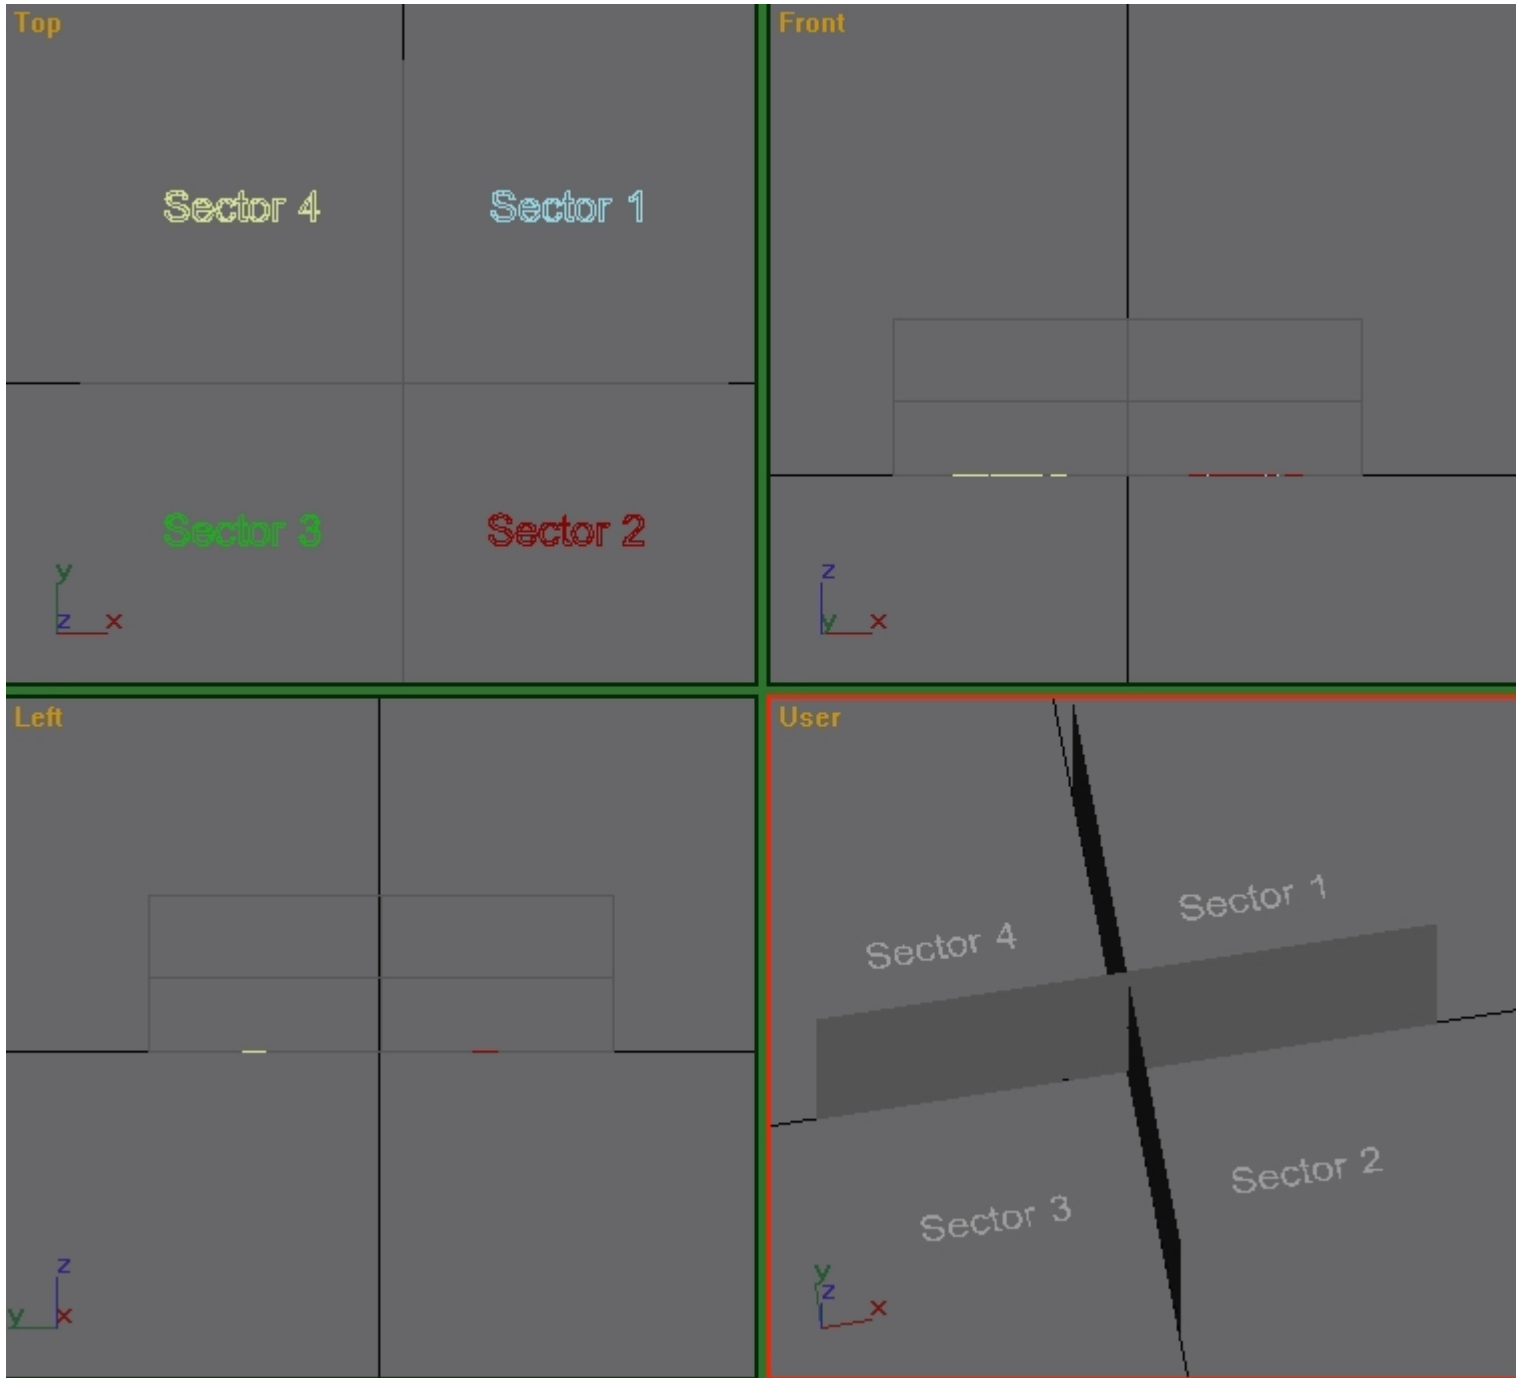 Top
Sector 4
Sector 1
Sector 3
Sector 2
y
z
x
Front
z
y
x
Left
z
y
x
User
Sector 1
Sector 4
Sector 2
Sector 3
y
z
x